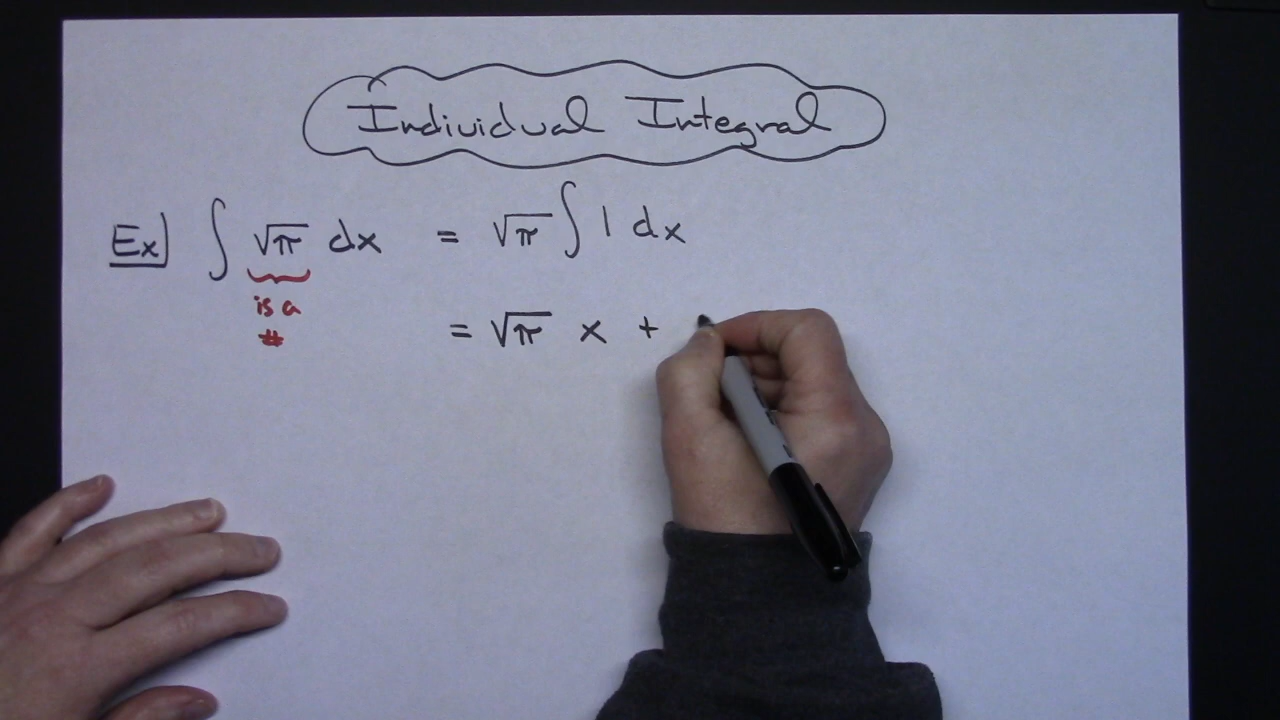 Individual Integral
Ex) ∫ √π dx = √π ∫ 1 dx
is a
#
= √π x +